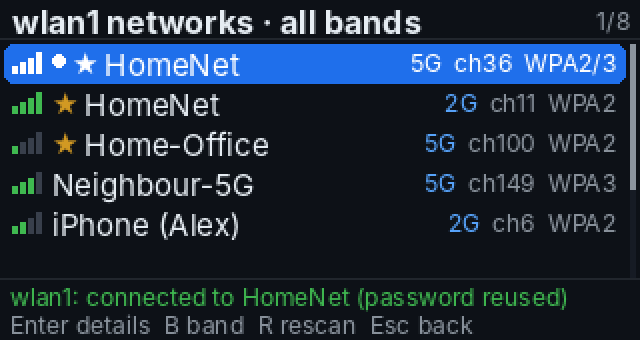 wlan1 networks · all bands 1/8
● ★ HomeNet 5G ch36 WPA2/3
★ HomeNet 2G ch11 WPA2
★ Home-Office 5G ch100 WPA2
Neighbour-5G 5G ch149 WPA3
iPhone (Alex) 2G ch6 WPA2
wlan1: connected to HomeNet (password reused)
Enter details B band R rescan Esc back